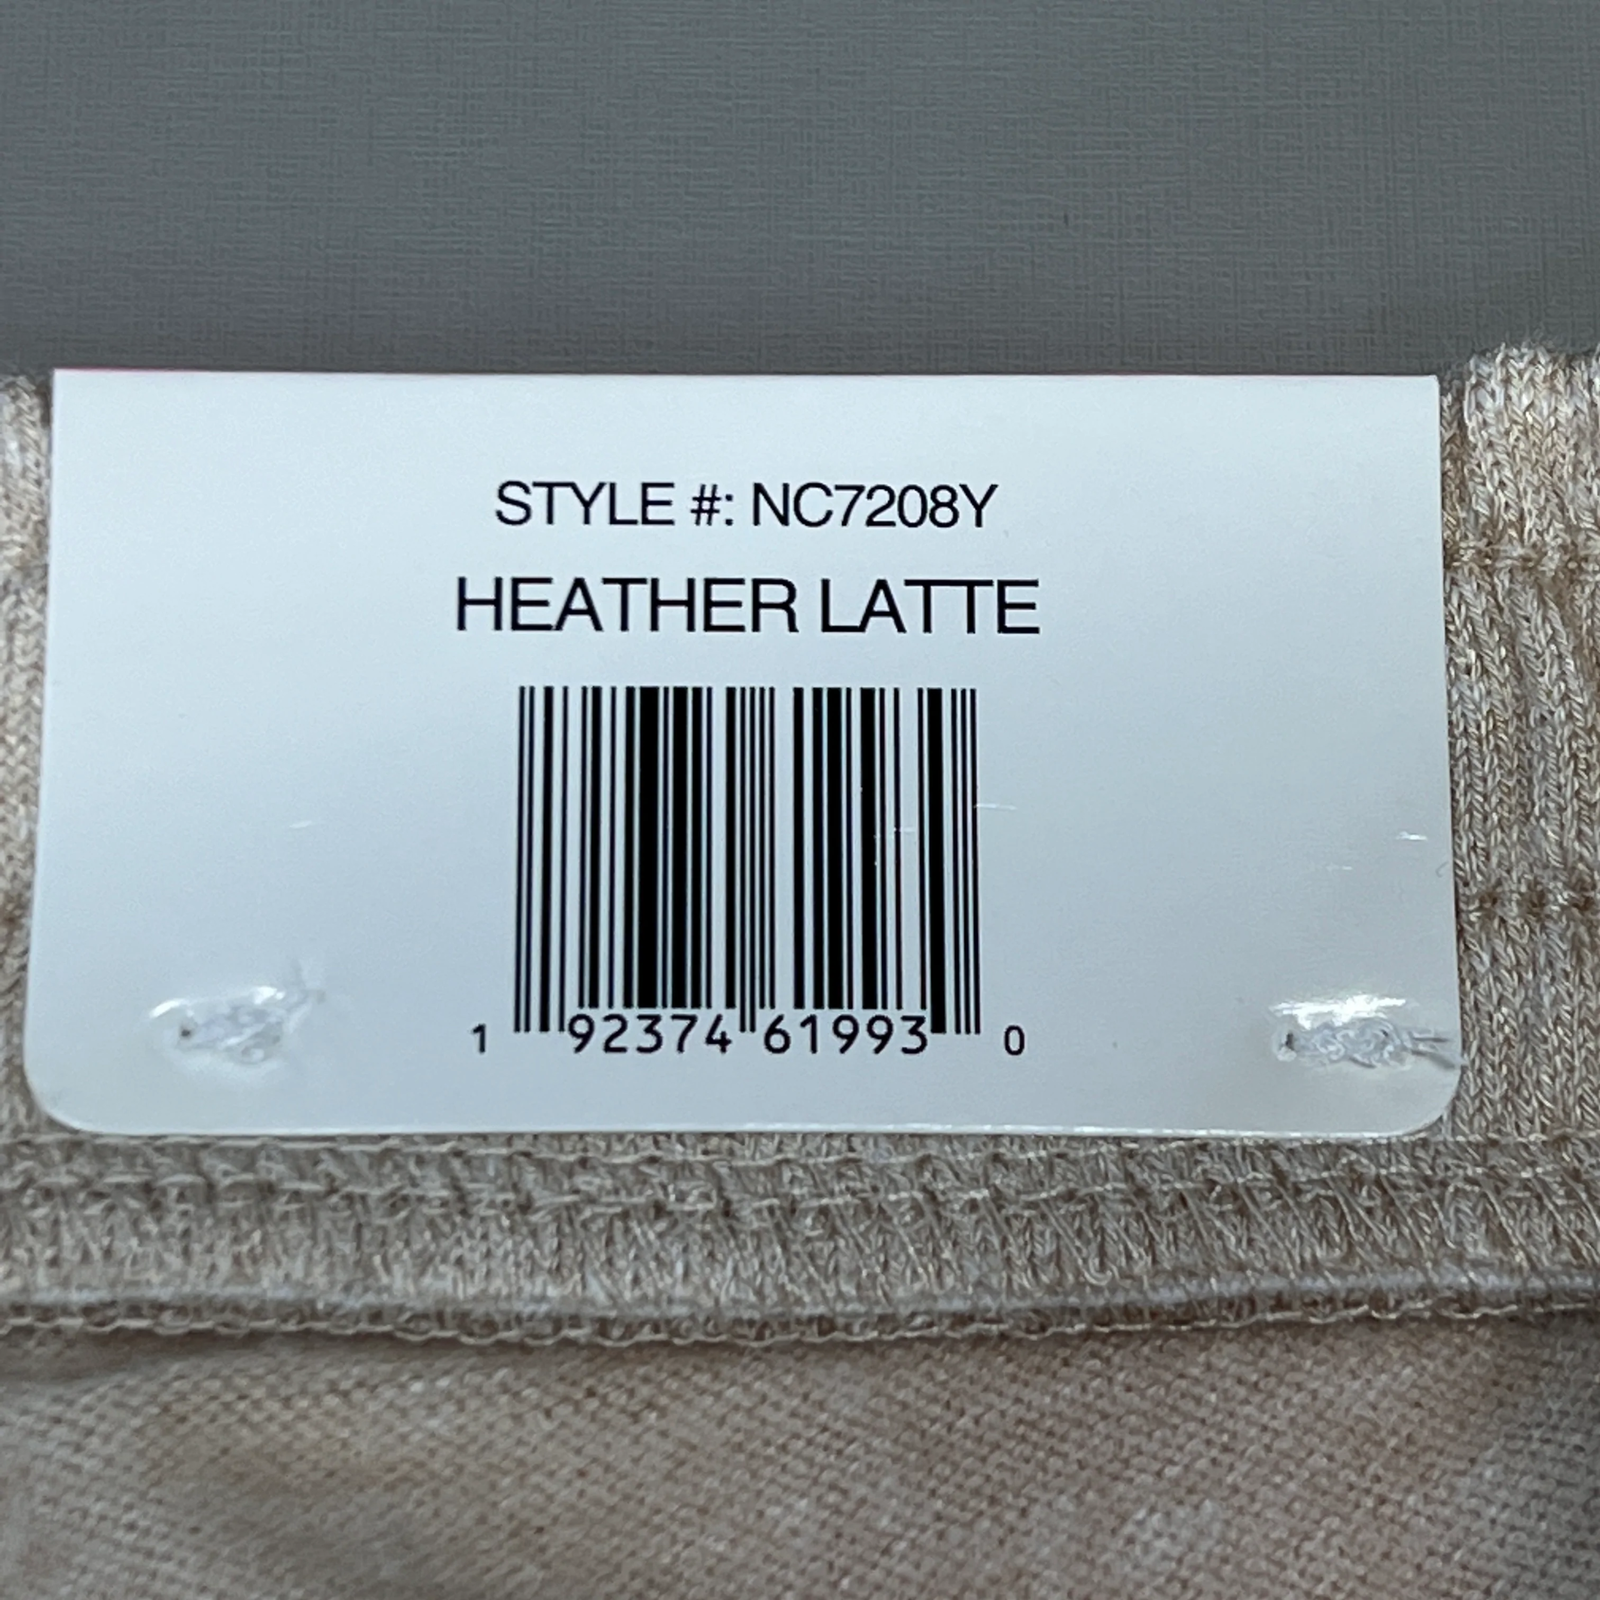 STYLE #: NC7208Y
HEATHER LATTE
1 92374 61993 0